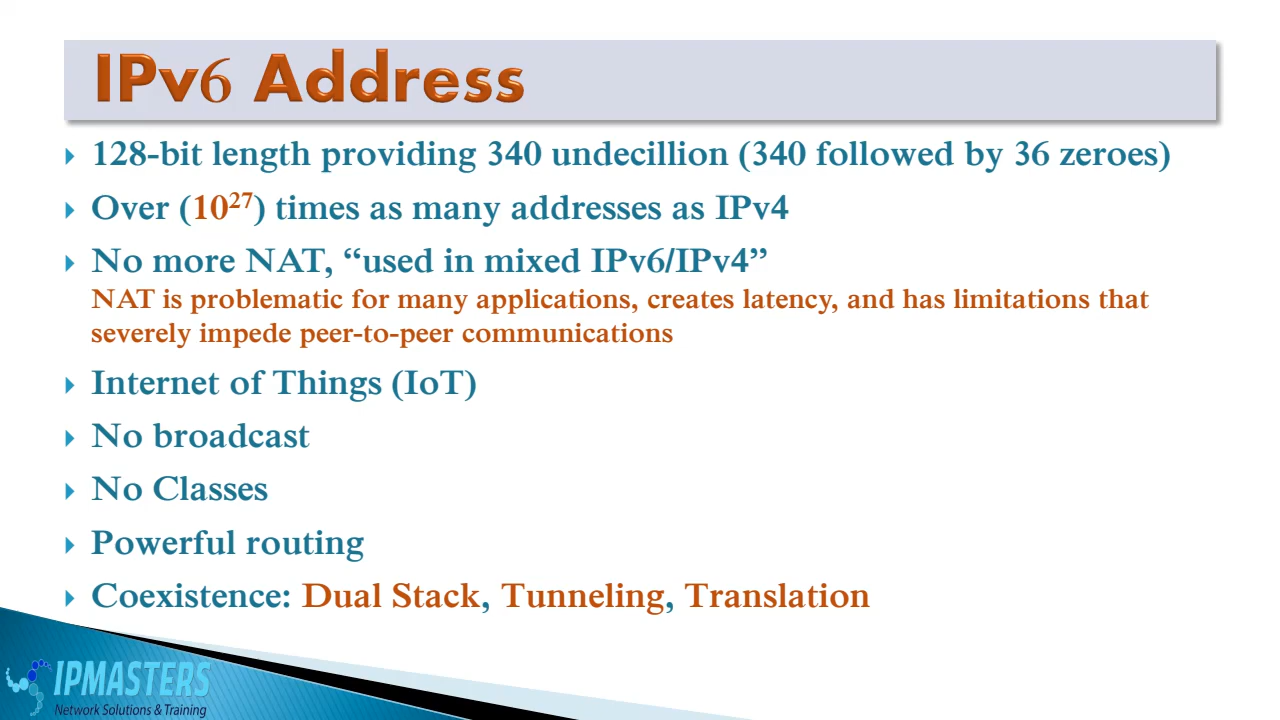 IPv6 Address
128-bit length providing 340 undecillion (340 followed by 36 zeroes)
Over (10²⁷) times as many addresses as IPv4
No more NAT, “used in mixed IPv6/IPv4”
NAT is problematic for many applications, creates latency, and has limitations that
severely impede peer-to-peer communications
Internet of Things (IoT)
No broadcast
No Classes
Powerful routing
Coexistence: Dual Stack, Tunneling, Translation
IPMASTERS
Network Solutions & Training